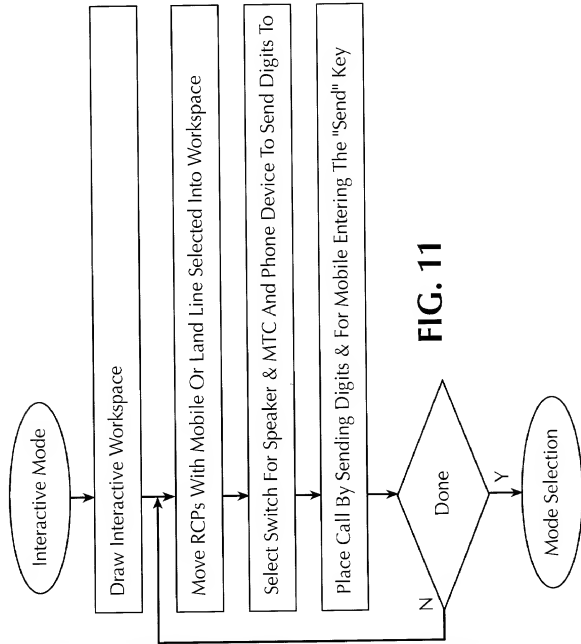 Interactive Mode
Draw Interactive Workspace
Move RCPs With Mobile Or Land Line Selected Into Workspace
Select Switch For Speaker & MTC And Phone Device To Send Digits To
Place Call By Sending Digits & For Mobile Entering The "Send" Key
Done
N
Y
Mode Selection
FIG. 11